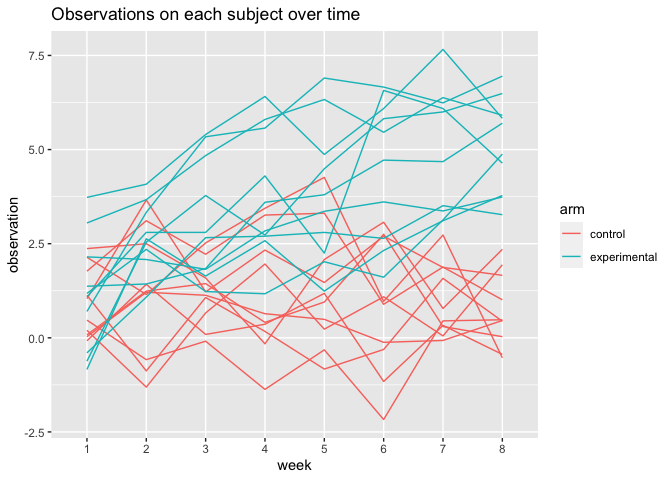 Observations on each subject over time
7.5
5.0
2.5
0.0
-2.5
observation
1 2 3 4 5 6 7 8
week
arm
control
experimental